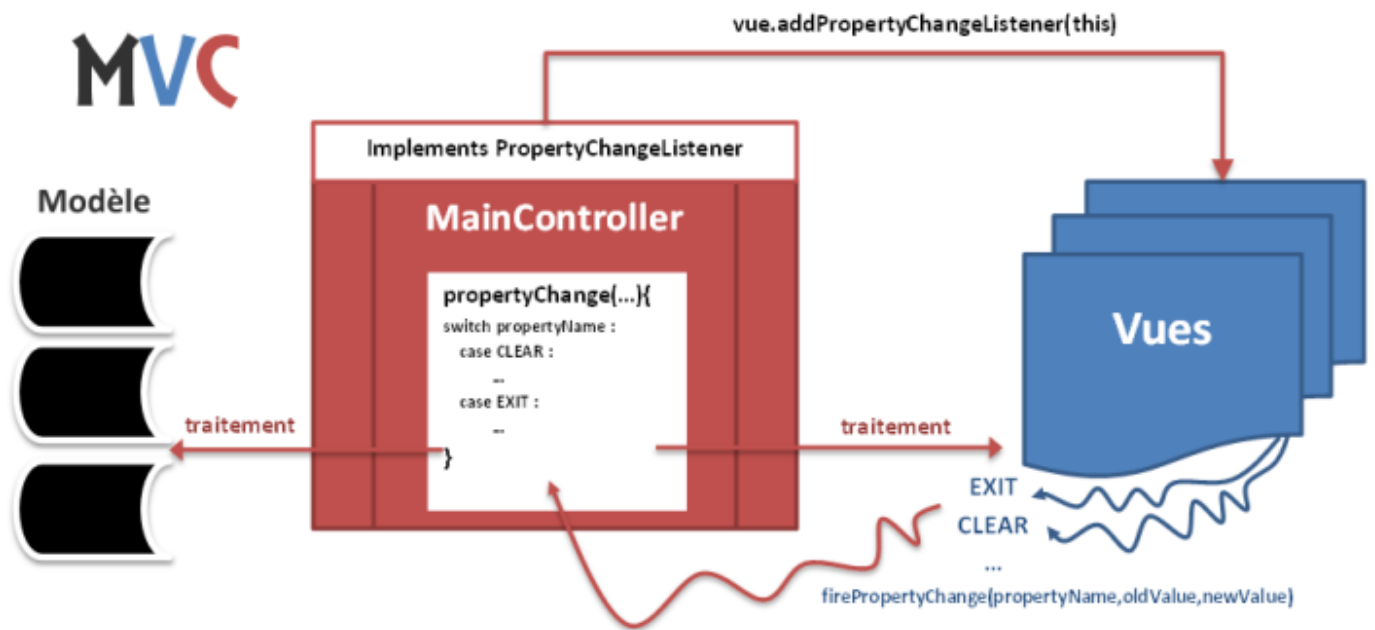 MVC
vue.addPropertyChangeListener(this)
Implements PropertyChangeListener
Modèle
MainController
propertyChange(...){
switch propertyName :
case CLEAR :
...
case EXIT :
...
}
traitement
traitement
Vues
EXIT
CLEAR
...
firePropertyChange(propertyName,oldValue,newValue)